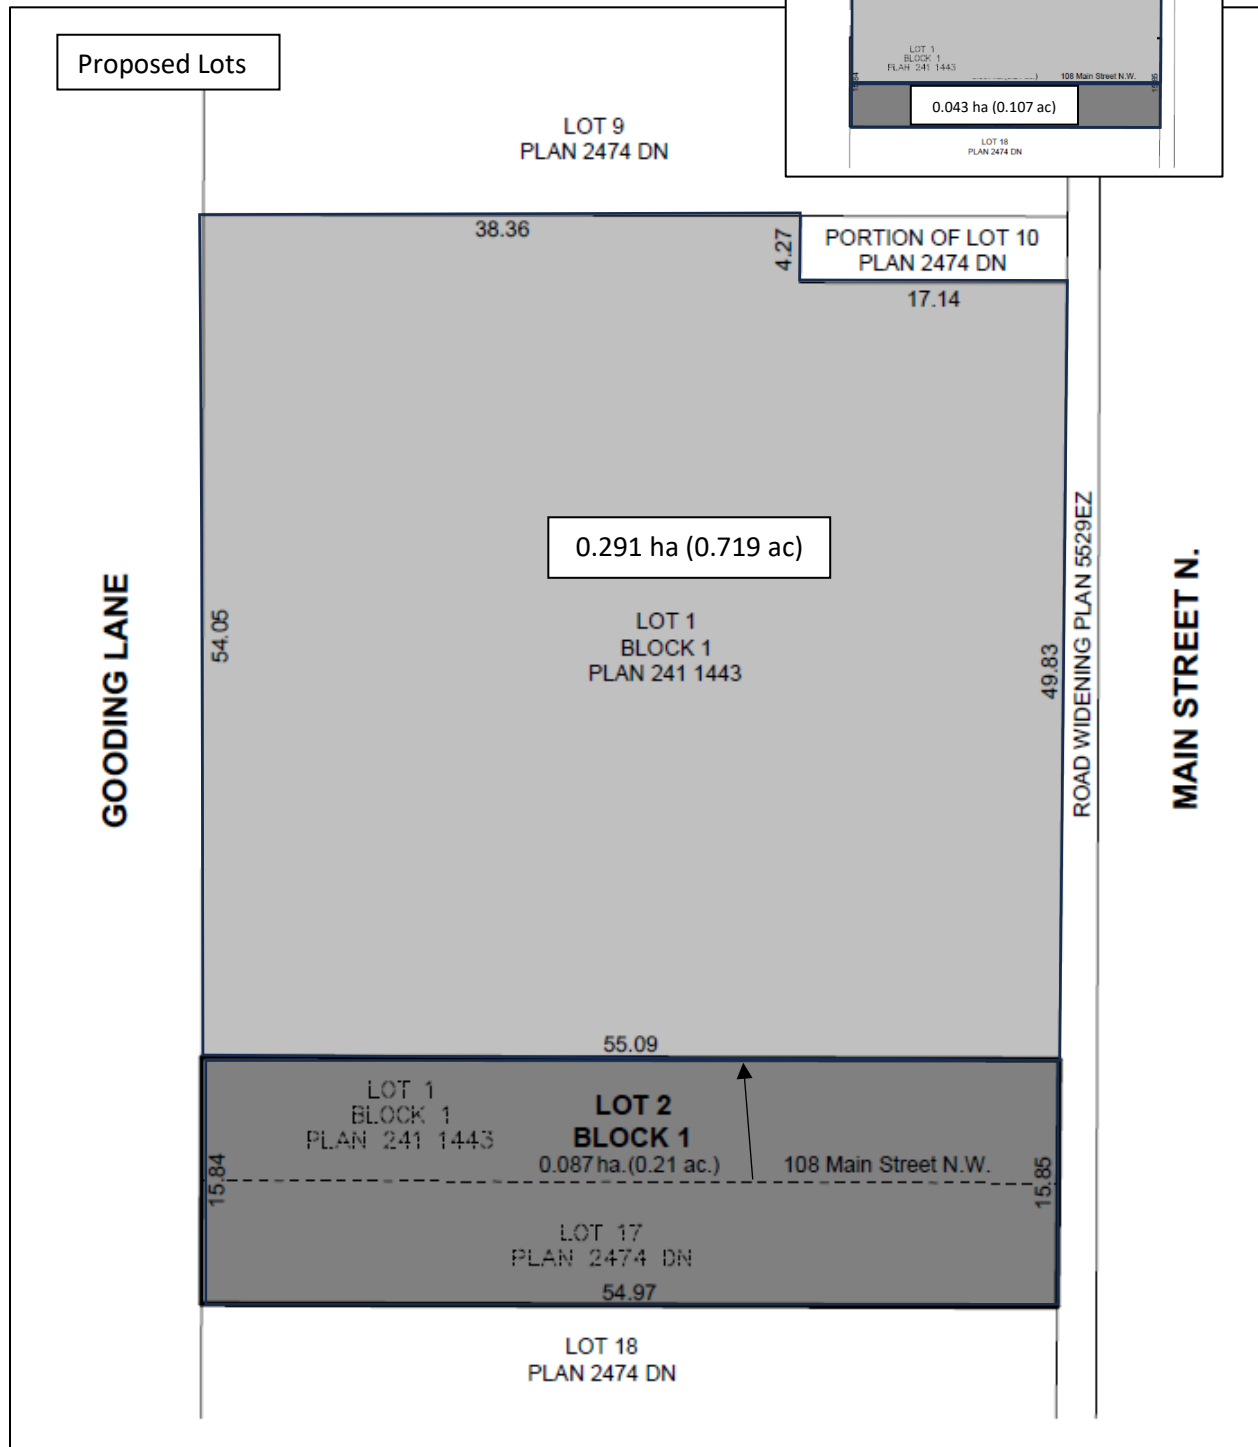 Proposed Lots
LOT 1
BLOCK 1
PLAN 241 1443
108 Main Street N.W.
15.84
15.85
0.043 ha (0.107 ac)
LOT 18
PLAN 2474 DN
LOT 9
PLAN 2474 DN
38.36
4.27
PORTION OF LOT 10
PLAN 2474 DN
17.14
0.291 ha (0.719 ac)
LOT 1
BLOCK 1
PLAN 241 1443
GOODING LANE
54.05
49.83
ROAD WIDENING PLAN 5529EZ
MAIN STREET N.
55.09
LOT 1
BLOCK 1
PLAN 241 1443
LOT 2
BLOCK 1
0.087 ha.(0.21 ac.)
108 Main Street N.W.
15.84
15.85
LOT 17
PLAN 2474 DN
54.97
LOT 18
PLAN 2474 DN